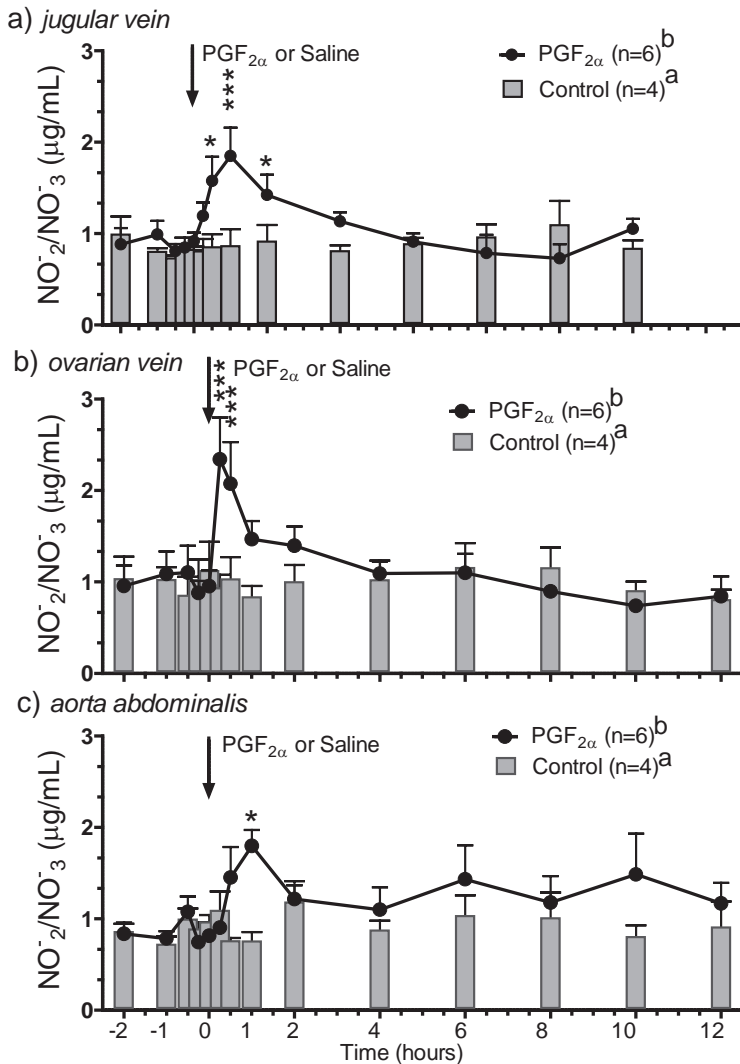 a) jugular vein
PGF₂α or Saline
PGF₂α (n=6)ᵇ
Control (n=4)ᵃ
***
*
*
NO⁻₂/NO⁻₃ (µg/mL)
3
2
1
0
b) ovarian vein
PGF₂α or Saline
***
***
PGF₂α (n=6)ᵇ
Control (n=4)ᵃ
NO⁻₂/NO⁻₃ (µg/mL)
3
2
1
0
c) aorta abdominalis
PGF₂α or Saline
PGF₂α (n=6)ᵇ
Control (n=4)ᵃ
*
NO⁻₂/NO⁻₃ (µg/mL)
3
2
1
0
-2 -1 0 1 2 4 6 8 10 12
Time (hours)